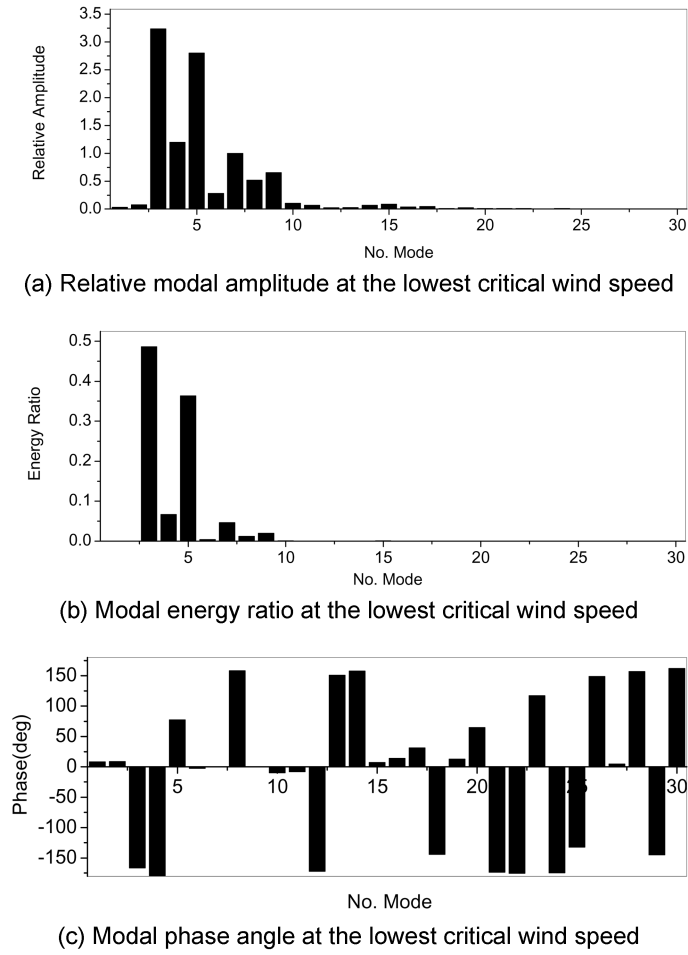 3.5
3.0
2.5
2.0
1.5
1.0
0.5
0.0
Relative Amplitude
5 10 15 20 25 30
No. Mode
(a) Relative modal amplitude at the lowest critical wind speed
0.5
0.4
0.3
0.2
0.1
0.0
Energy Ratio
5 10 15 20 25 30
No. Mode
(b) Modal energy ratio at the lowest critical wind speed
150
100
50
0
-50
-100
-150
Phase(deg)
5 10 15 20 25 30
No. Mode
(c) Modal phase angle at the lowest critical wind speed